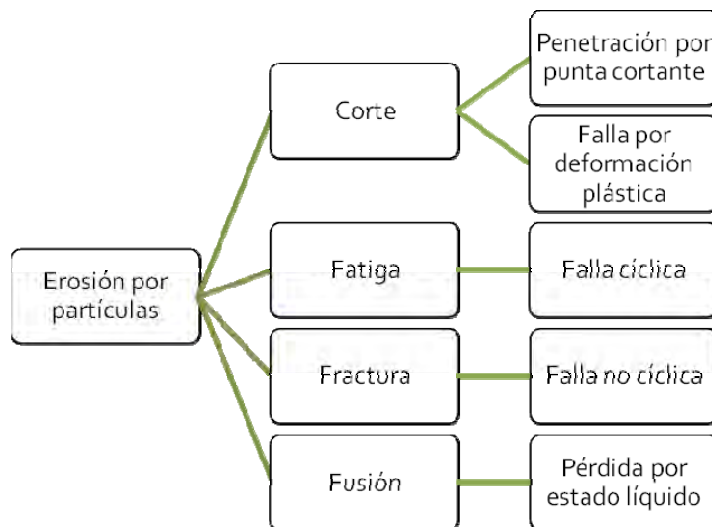 Erosión por
partículas
Corte
Penetración por
punta cortante
Falla por
deformación
plástica
Fatiga
Falla cíclica
Fractura
Falla no cíclica
Fusión
Pérdida por
estado líquido